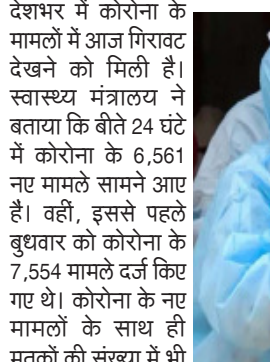 देशभर में कोरोना के
मामलों में आज गिरावट
देखने को मिली है।
स्वास्थ्य मंत्रालय ने
बताया कि बीते 24 घंटे
में कोरोना के 6,561
नए मामले सामने आए
है। वहीं, इससे पहले
बुधवार को कोरोना के
7,554 मामले दर्ज किए
गए थे। कोरोना के नए
मामलों के साथ ही
मृतकों की संख्या में भी